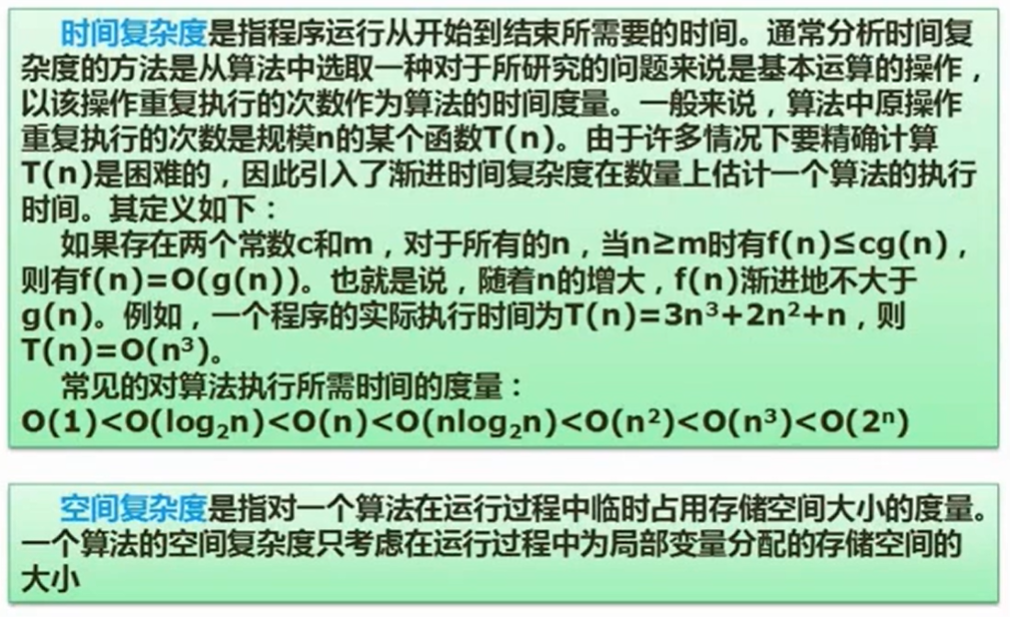 时间复杂度是指程序运行从开始到结束所需要的时间。通常分析时间复
杂度的方法是从算法中选取一种对于所研究的问题来说是基本运算的操作，
以该操作重复执行的次数作为算法的时间度量。一般来说，算法中原操作
重复执行的次数是规模n的某个函数T(n)。由于许多情况下要精确计算
T(n)是困难的，因此引入了渐进时间复杂度在数量上估计一个算法的执行
时间。其定义如下：
如果存在两个常数c和m，对于所有的n，当n≥m时有f(n)≤cg(n)，
则有f(n)=O(g(n))。也就是说，随着n的增大，f(n)渐进地不大于
g(n)。例如，一个程序的实际执行时间为T(n)=3n³+2n²+n，则
T(n)=O(n³)。
常见的对算法执行所需时间的度量：
O(1)<O(log₂n)<O(n)<O(nlog₂n)<O(n²)<O(n³)<O(2ⁿ)
空间复杂度是指对一个算法在运行过程中临时占用存储空间大小的度量。
一个算法的空间复杂度只考虑在运行过程中为局部变量分配的存储空间的
大小